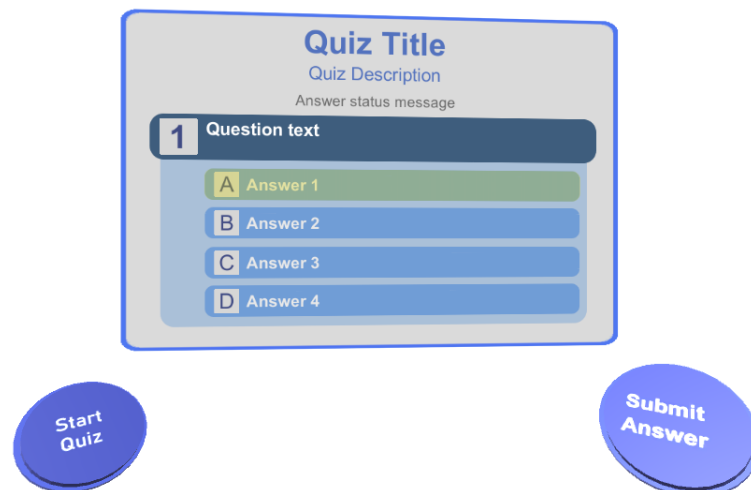 Quiz Title
Quiz Description
Answer status message
1 Question text
A Answer 1
B Answer 2
C Answer 3
D Answer 4
Start
Quiz
Submit
Answer